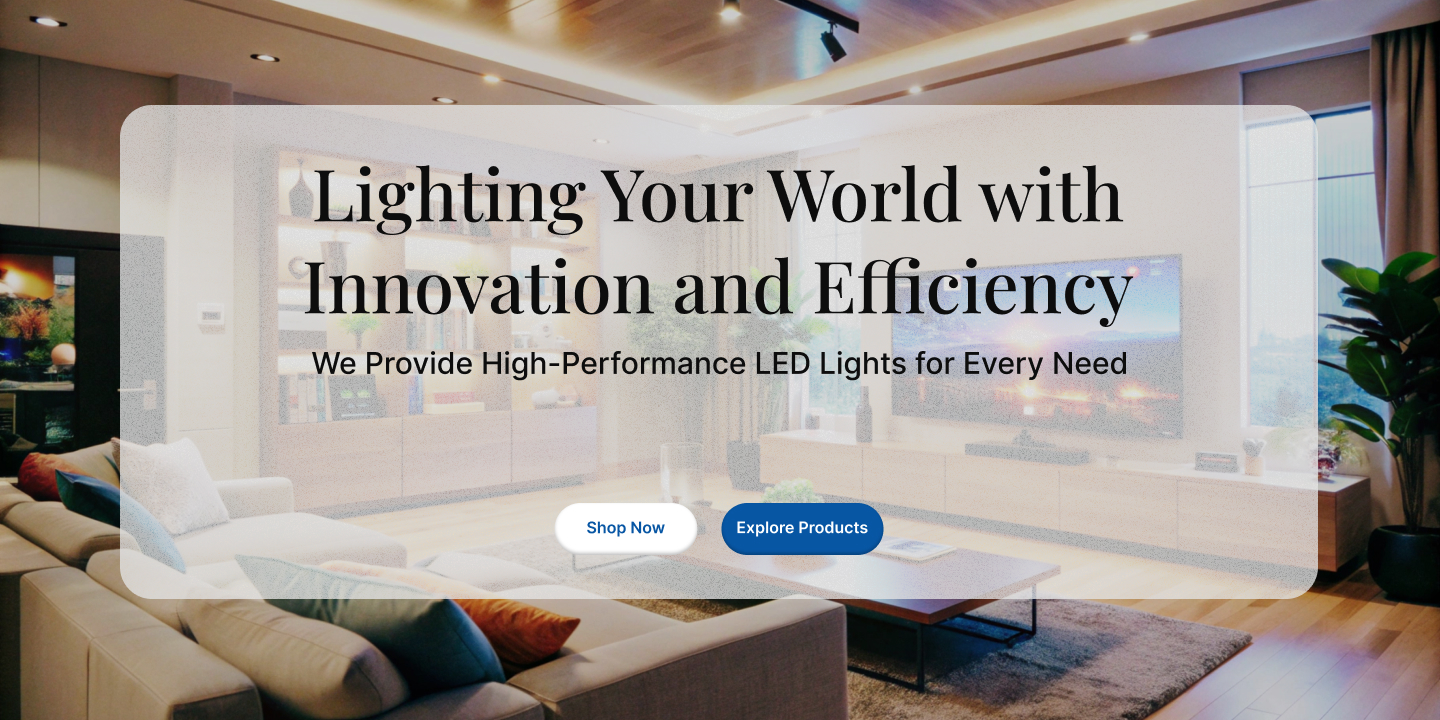 Lighting Your World with
Innovation and Efficiency
We Provide High-Performance LED Lights for Every Need
Shop Now
Explore Products